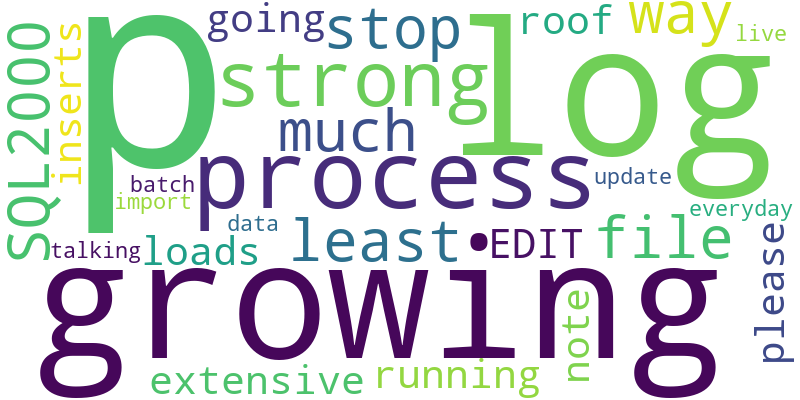 going
stop
roof
way
live
p
log
SQL2000
inserts
strong
much
process
batch
import
update
everyday
data
talking
loads
least
•EDIT
file
please
growing
note
extensive
running